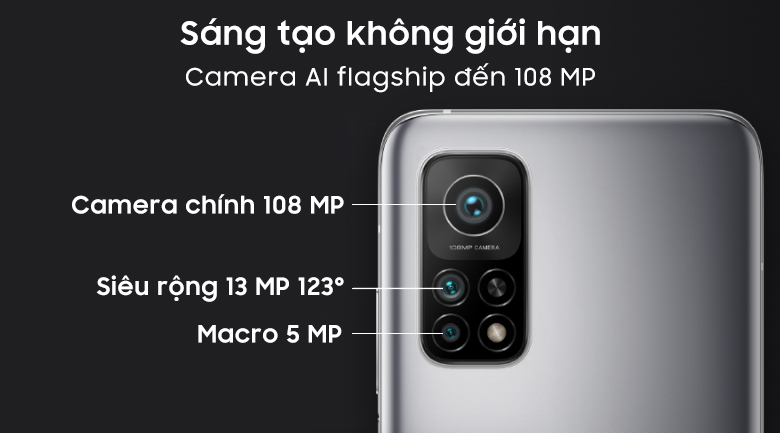 Sáng tạo không giới hạn
Camera AI flagship đến 108 MP
Camera chính 108 MP
108MP CAMERA
Siêu rộng 13 MP 123°
Macro 5 MP